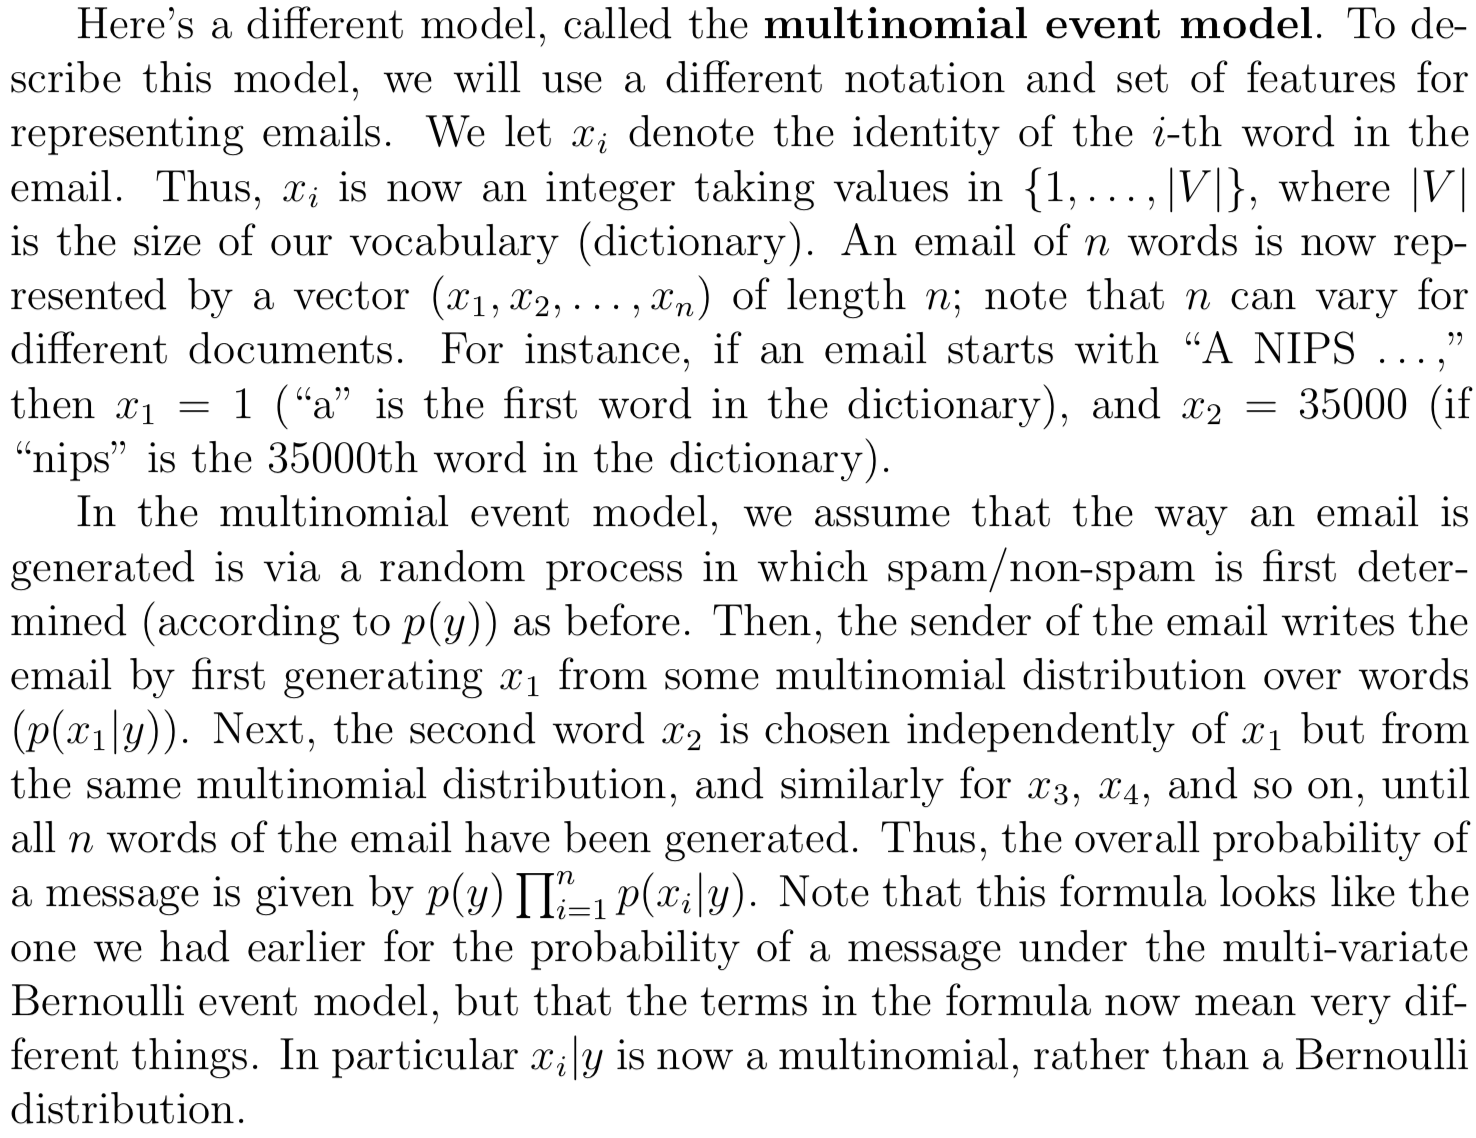 Here's a different model, called the multinomial event model. To de-
scribe this model, we will use a different notation and set of features for
representing emails. We let x_i denote the identity of the i-th word in the
email. Thus, x_i is now an integer taking values in {1, . . . , |V|}, where |V|
is the size of our vocabulary (dictionary). An email of n words is now rep-
resented by a vector (x_1, x_2, . . . , x_n) of length n; note that n can vary for
different documents. For instance, if an email starts with “A NIPS . . . ,”
then x_1 = 1 (“a” is the first word in the dictionary), and x_2 = 35000 (if
“nips” is the 35000th word in the dictionary).
In the multinomial event model, we assume that the way an email is
generated is via a random process in which spam/non-spam is first deter-
mined (according to p(y)) as before. Then, the sender of the email writes the
email by first generating x_1 from some multinomial distribution over words
(p(x_1|y)). Next, the second word x_2 is chosen independently of x_1 but from
the same multinomial distribution, and similarly for x_3, x_4, and so on, until
all n words of the email have been generated. Thus, the overall probability of
a message is given by p(y) ∏_{i=1}^n p(x_i|y). Note that this formula looks like the
one we had earlier for the probability of a message under the multi-variate
Bernoulli event model, but that the terms in the formula now mean very dif-
ferent things. In particular x_i|y is now a multinomial, rather than a Bernoulli
distribution.